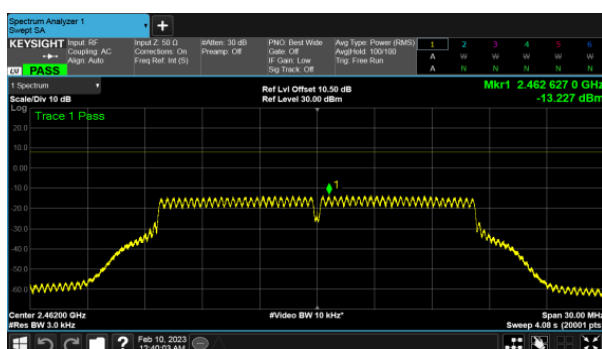 Spectrum Analyzer 1
Swept SA
+
KEYSIGHT Input: RF Input Z: 50 Ω #Atten: 30 dB PNO: Best Wide Avg Type: Power (RMS) 1 2 3 4 5 6
Coupling: AC Corrections: On Preamp: Off Gate: Off Avg|Hold: 100/100 A W W W W W
Align: Auto Freq Ref: Int (S) IF Gain: Low Trig: Free Run A N N N N N
Sig Track: Off
PASS
1 Spectrum
Scale/Div 10 dB
Ref Lvl Offset 10.50 dB
Ref Level 30.00 dBm
Mkr1 2.462 627 0 GHz
-13.227 dBm
Log
Trace 1 Pass
20.0
10.0
0.00
-10.0
1
-20.0
-30.0
-40.0
-50.0
-60.0
Center 2.46200 GHz #Video BW 10 kHz* Span 30.00 MHz
#Res BW 3.0 kHz Sweep 4.08 s (20001 pts)
? Feb 10, 2023
12:40:03 AM